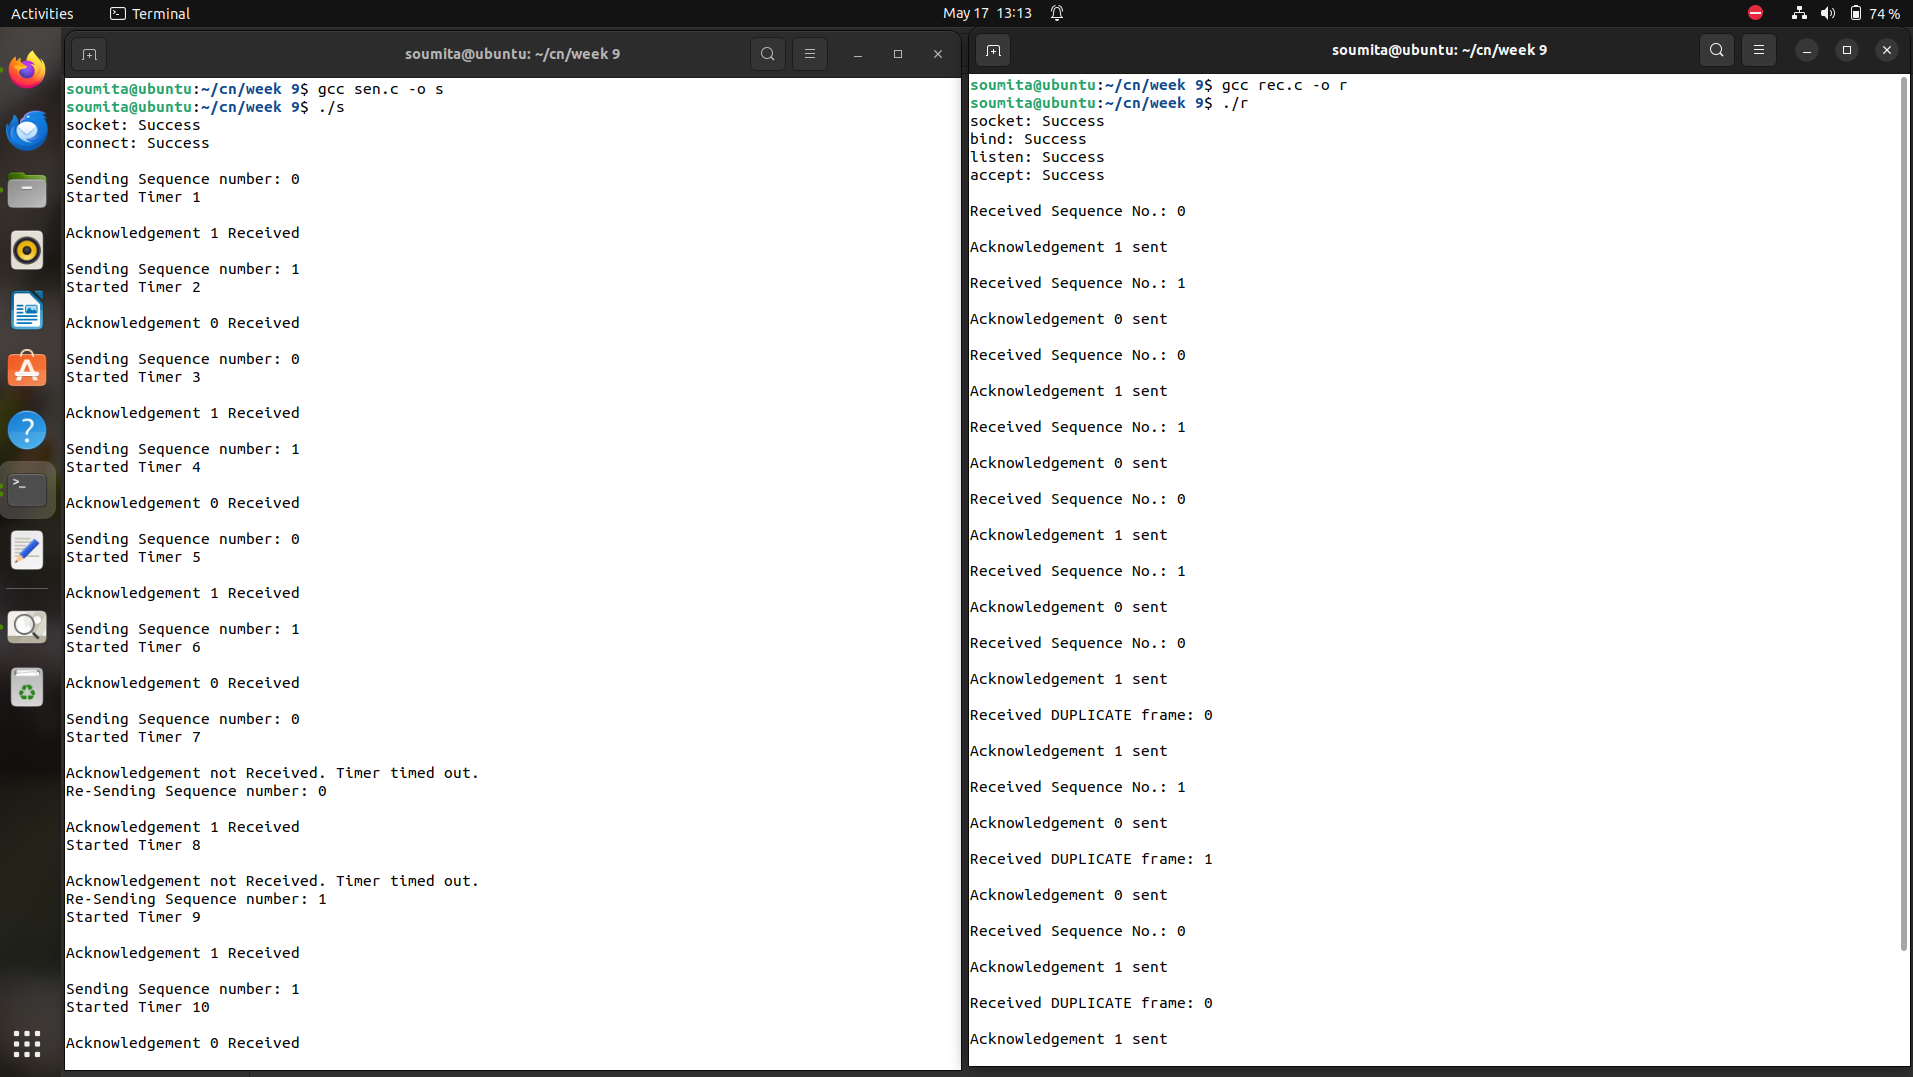 Activities
Terminal
May 17 13:13
74 %
soumita@ubuntu: ~/cn/week 9
soumita@ubuntu:~/cn/week 9$ gcc sen.c -o s
soumita@ubuntu:~/cn/week 9$ ./s
socket: Success
connect: Success
Sending Sequence number: 0
Started Timer 1
Acknowledgement 1 Received
Sending Sequence number: 1
Started Timer 2
Acknowledgement 0 Received
Sending Sequence number: 0
Started Timer 3
Acknowledgement 1 Received
Sending Sequence number: 1
Started Timer 4
Acknowledgement 0 Received
Sending Sequence number: 0
Started Timer 5
Acknowledgement 1 Received
Sending Sequence number: 1
Started Timer 6
Acknowledgement 0 Received
Sending Sequence number: 0
Started Timer 7
Acknowledgement not Received. Timer timed out.
Re-Sending Sequence number: 0
Acknowledgement 1 Received
Started Timer 8
Acknowledgement not Received. Timer timed out.
Re-Sending Sequence number: 1
Started Timer 9
Acknowledgement 1 Received
Sending Sequence number: 1
Started Timer 10
Acknowledgement 0 Received
soumita@ubuntu: ~/cn/week 9
soumita@ubuntu:~/cn/week 9$ gcc rec.c -o r
soumita@ubuntu:~/cn/week 9$ ./r
socket: Success
bind: Success
listen: Success
accept: Success
Received Sequence No.: 0
Acknowledgement 1 sent
Received Sequence No.: 1
Acknowledgement 0 sent
Received Sequence No.: 0
Acknowledgement 1 sent
Received Sequence No.: 1
Acknowledgement 0 sent
Received Sequence No.: 0
Acknowledgement 1 sent
Received Sequence No.: 1
Acknowledgement 0 sent
Received Sequence No.: 0
Acknowledgement 1 sent
Received DUPLICATE frame: 0
Acknowledgement 1 sent
Received Sequence No.: 1
Acknowledgement 0 sent
Received DUPLICATE frame: 1
Acknowledgement 0 sent
Received Sequence No.: 0
Acknowledgement 1 sent
Received DUPLICATE frame: 0
Acknowledgement 1 sent